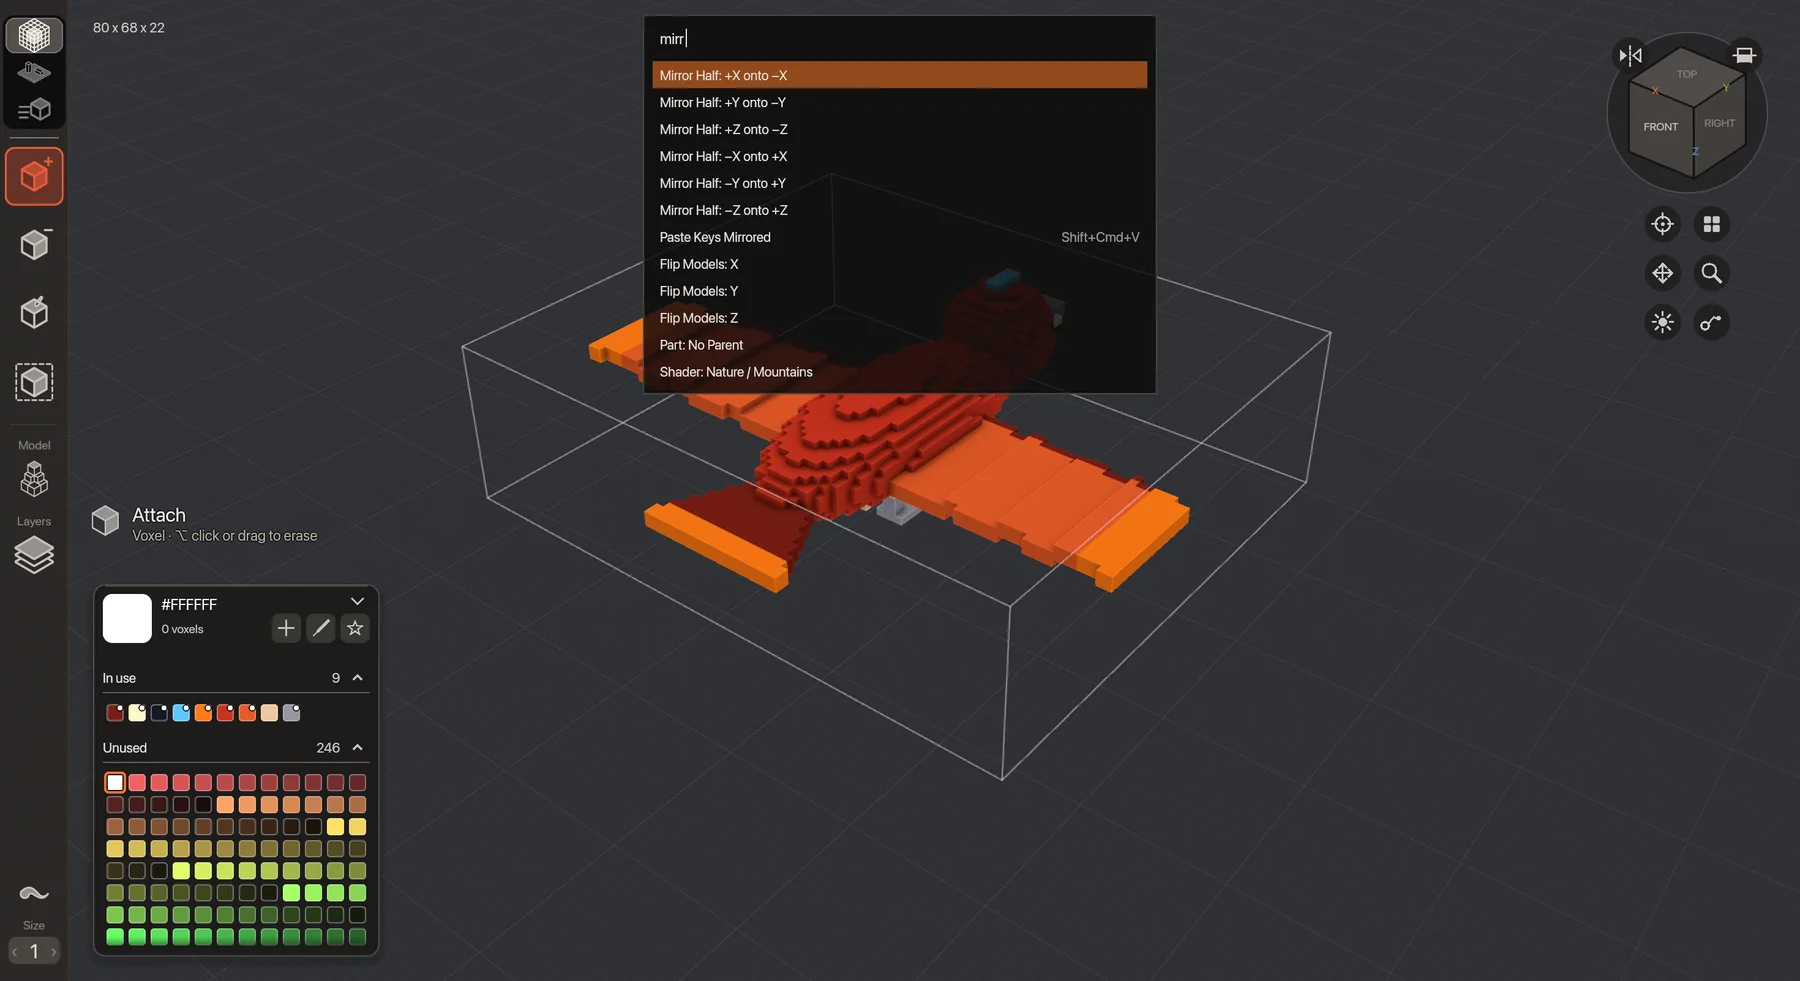 80 x 68 x 22
mirr
Mirror Half: +X onto −X
Mirror Half: +Y onto −Y
Mirror Half: +Z onto −Z
Mirror Half: −X onto +X
Mirror Half: −Y onto +Y
Mirror Half: −Z onto +Z
Paste Keys Mirrored Shift+Cmd+V
Flip Models: X
Flip Models: Y
Flip Models: Z
Part: No Parent
Shader: Nature / Mountains
TOP
X
Y
FRONT
RIGHT
Z
Model
Layers
Attach
Voxel · ⌥ click or drag to erase
#FFFFFF
0 voxels
In use 9
Unused 246
Size
1